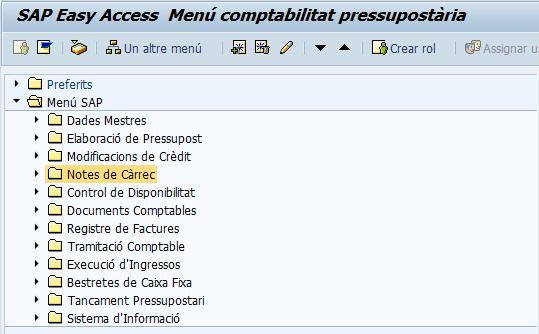 SAP Easy Access Menú comptabilitat pressupostària
Un altre menú Crear rol Assignar us
Preferits
Menú SAP
Dades Mestres
Elaboració de Pressupost
Modificacions de Crèdit
Notes de Càrrec
Control de Disponibilitat
Documents Comptables
Registre de Factures
Tramitació Comptable
Execució d'Ingressos
Bestretes de Caixa Fixa
Tancament Pressupostari
Sistema d'Informació